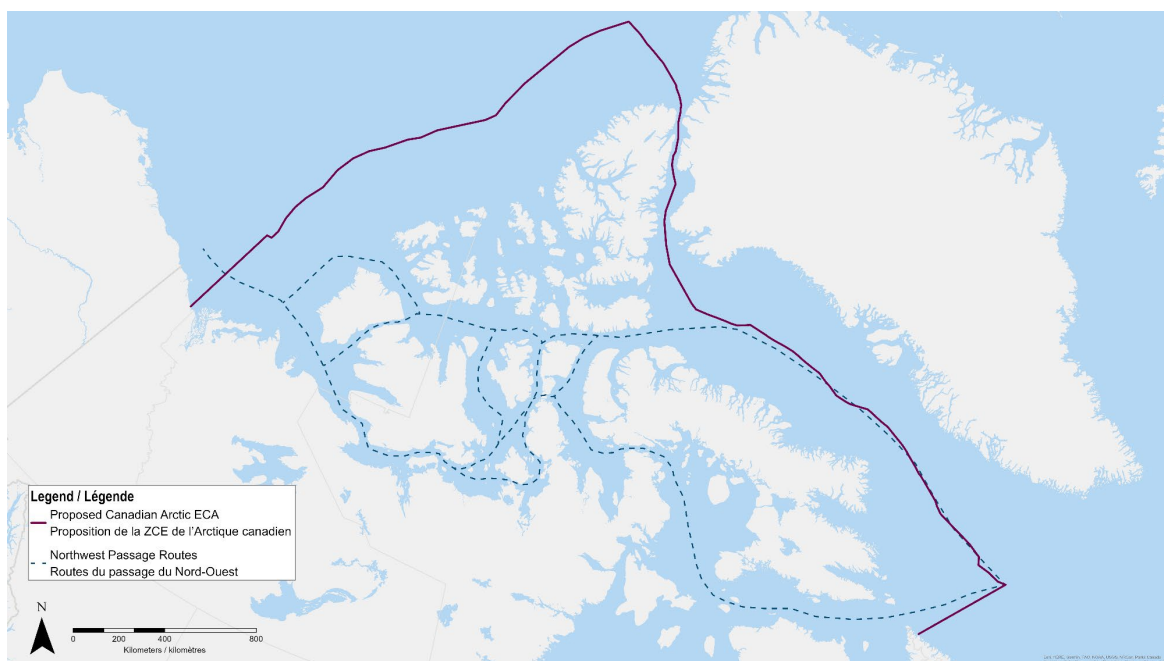 Legend / Légende
Proposed Canadian Arctic ECA
Proposition de la ZCE de l'Arctique canadien
Northwest Passage Routes
Routes du passage du Nord-Ouest
N
0 200 400 800
Kilometers / kilomètres